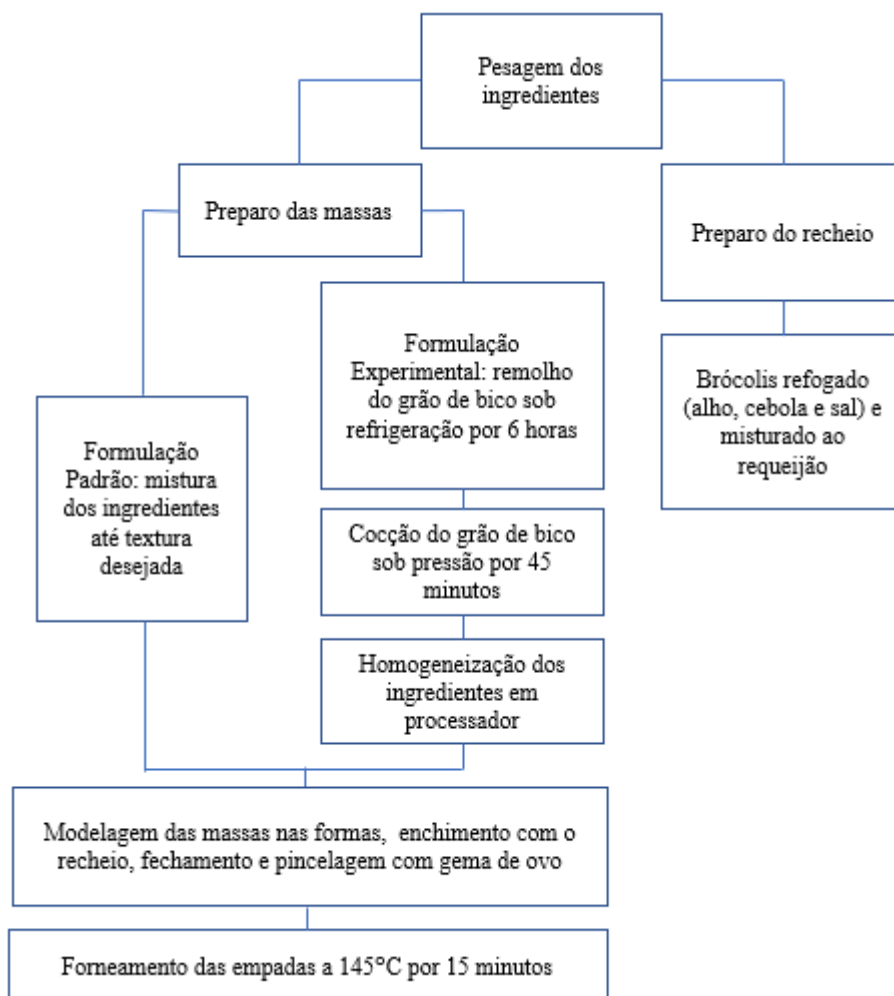 Pesagem dos
ingredientes
Preparo das massas
Preparo do recheio
Formulação
Experimental: remolho
do grão de bico sob
refrigeração por 6 horas
Brócolis refogado
(alho, cebola e sal) e
misturado ao
requeijão
Formulação
Padrão: mistura
dos ingredientes
até textura
desejada
Cocção do grão de bico
sob pressão por 45
minutos
Homogeneização dos
ingredientes em
processador
Modelagem das massas nas formas, enchimento com o
recheio, fechamento e pincelagem com gema de ovo
Forneamento das empadas a 145°C por 15 minutos